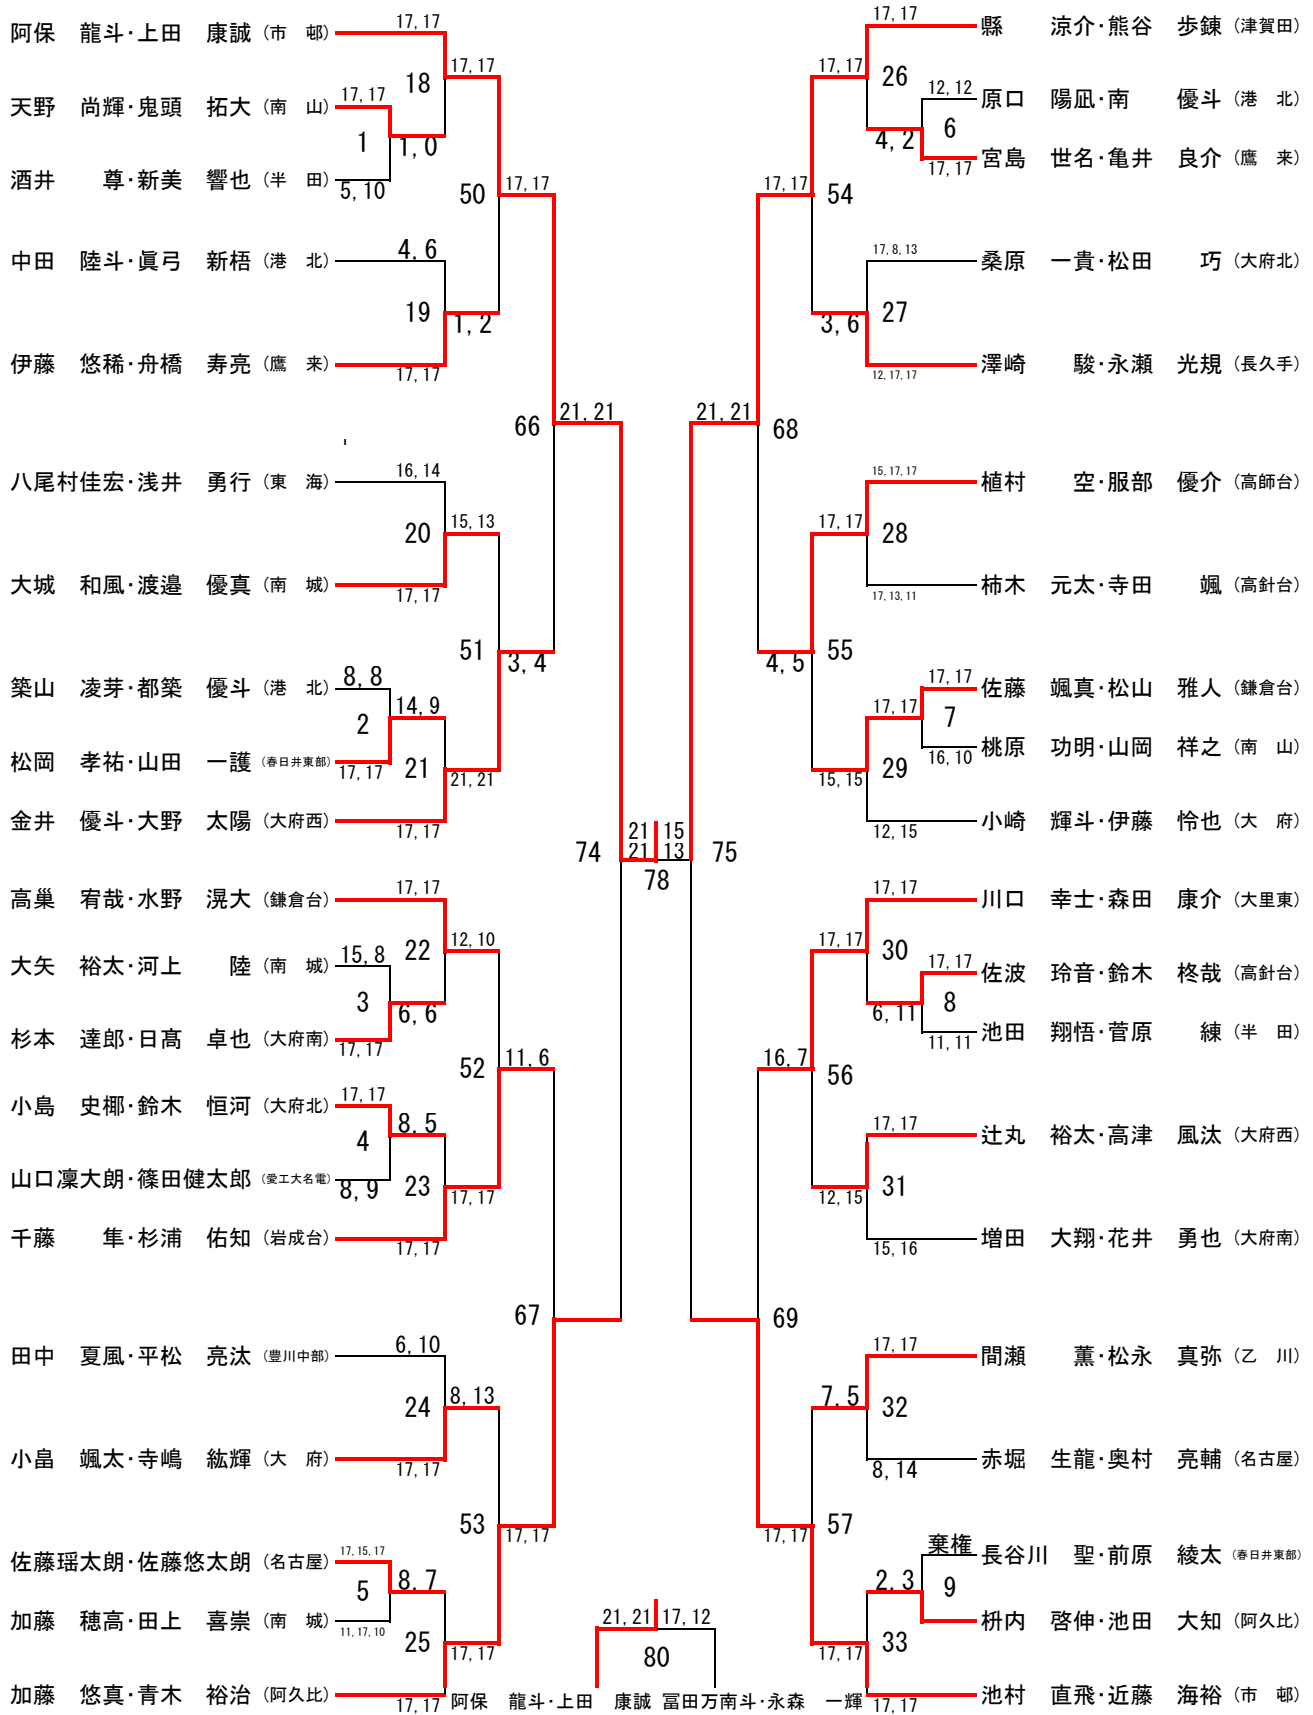 阿保　龍斗・上田　康誠（市　邨）
17, 17
18
17, 17
天野　尚輝・鬼頭　拓大（南　山）
17, 17
1
1, 0
酒井　　尊・新美　響也（半　田）
5, 10
50
17, 17
中田　陸斗・眞弓　新梧（港　北）
4, 6
19
1, 2
伊藤　悠稀・舟橋　寿亮（鷹　来）
17, 17
66
21, 21
八尾村佳宏・浅井　勇行（東　海）
16, 14
20
15, 13
大城　和風・渡邉　優真（南　城）
17, 17
51
3, 4
築山　凌芽・都築　優斗（港　北）
8, 8
2
14, 9
松岡　孝祐・山田　一護（春日井東部）
17, 17
21
21, 21
金井　優斗・大野　太陽（大府西）
17, 17
74
21
21
15
13
78
75
高巢　宥哉・水野　滉大（鎌倉台）
17, 17
22
12, 10
大矢　裕太・河上　　陸（南　城）
15, 8
3
6, 6
杉本　達郎・日髙　卓也（大府南）
17, 17
52
11, 6
小島　史椰・鈴木　恒河（大府北）
17, 17
4
8, 5
山口凜大朗・篠田健太郎（愛工大名電）
8, 9
23
17, 17
千藤　　隼・杉浦　佑知（岩成台）
17, 17
67
田中　夏風・平松　亮汰（豊川中部）
6, 10
24
8, 13
小畠　颯太・寺嶋　紘輝（大　府）
17, 17
53
17, 17
佐藤瑶太朗・佐藤悠太朗（名古屋）
17, 15, 17
5
8, 7
加藤　穂高・田上　喜崇（南　城）
11, 17, 10
25
17, 17
加藤　悠真・青木　裕治（阿久比）
17, 17
21, 21
17, 12
80
阿保　龍斗・上田　康誠
冨田万南斗・永森　一輝
17, 17
縣　　涼介・熊谷　歩錬（津賀田）
17, 17
26
12, 12
原口　陽凪・南　　優斗（港　北）
4, 2
6
宮島　世名・亀井　良介（鷹　来）
17, 17
17, 17
54
17, 8, 13
桑原　一貴・松田　　巧（大府北）
3, 6
27
澤崎　　駿・永瀬　光規（長久手）
12, 17, 17
21, 21
68
15, 17, 17
植村　　空・服部　優介（高師台）
17, 17
28
柿木　元太・寺田　　颯（高針台）
17, 13, 11
4, 5
55
17, 17
佐藤　颯真・松山　雅人（鎌倉台）
17, 17
7
桃原　功明・山岡　祥之（南　山）
16, 10
15, 15
29
小崎　輝斗・伊藤　怜也（大　府）
12, 15
17, 17
川口　幸士・森田　康介（大里東）
17, 17
30
17, 17
佐波　玲音・鈴木　柊哉（高針台）
6, 11
8
池田　翔悟・菅原　　練（半　田）
11, 11
16, 7
56
17, 17
辻丸　裕太・高津　風汰（大府西）
12, 15
31
増田　大翔・花井　勇也（大府南）
15, 16
69
17, 17
間瀬　　薫・松永　真弥（乙　川）
7, 5
32
赤堀　生龍・奥村　亮輔（名古屋）
8, 14
17, 17
57
棄権
長谷川　聖・前原　綾太（春日井東部）
2, 3
9
枡内　啓伸・池田　大知（阿久比）
33
17, 17
池村　直飛・近藤　海裕（市　邨）
17, 17